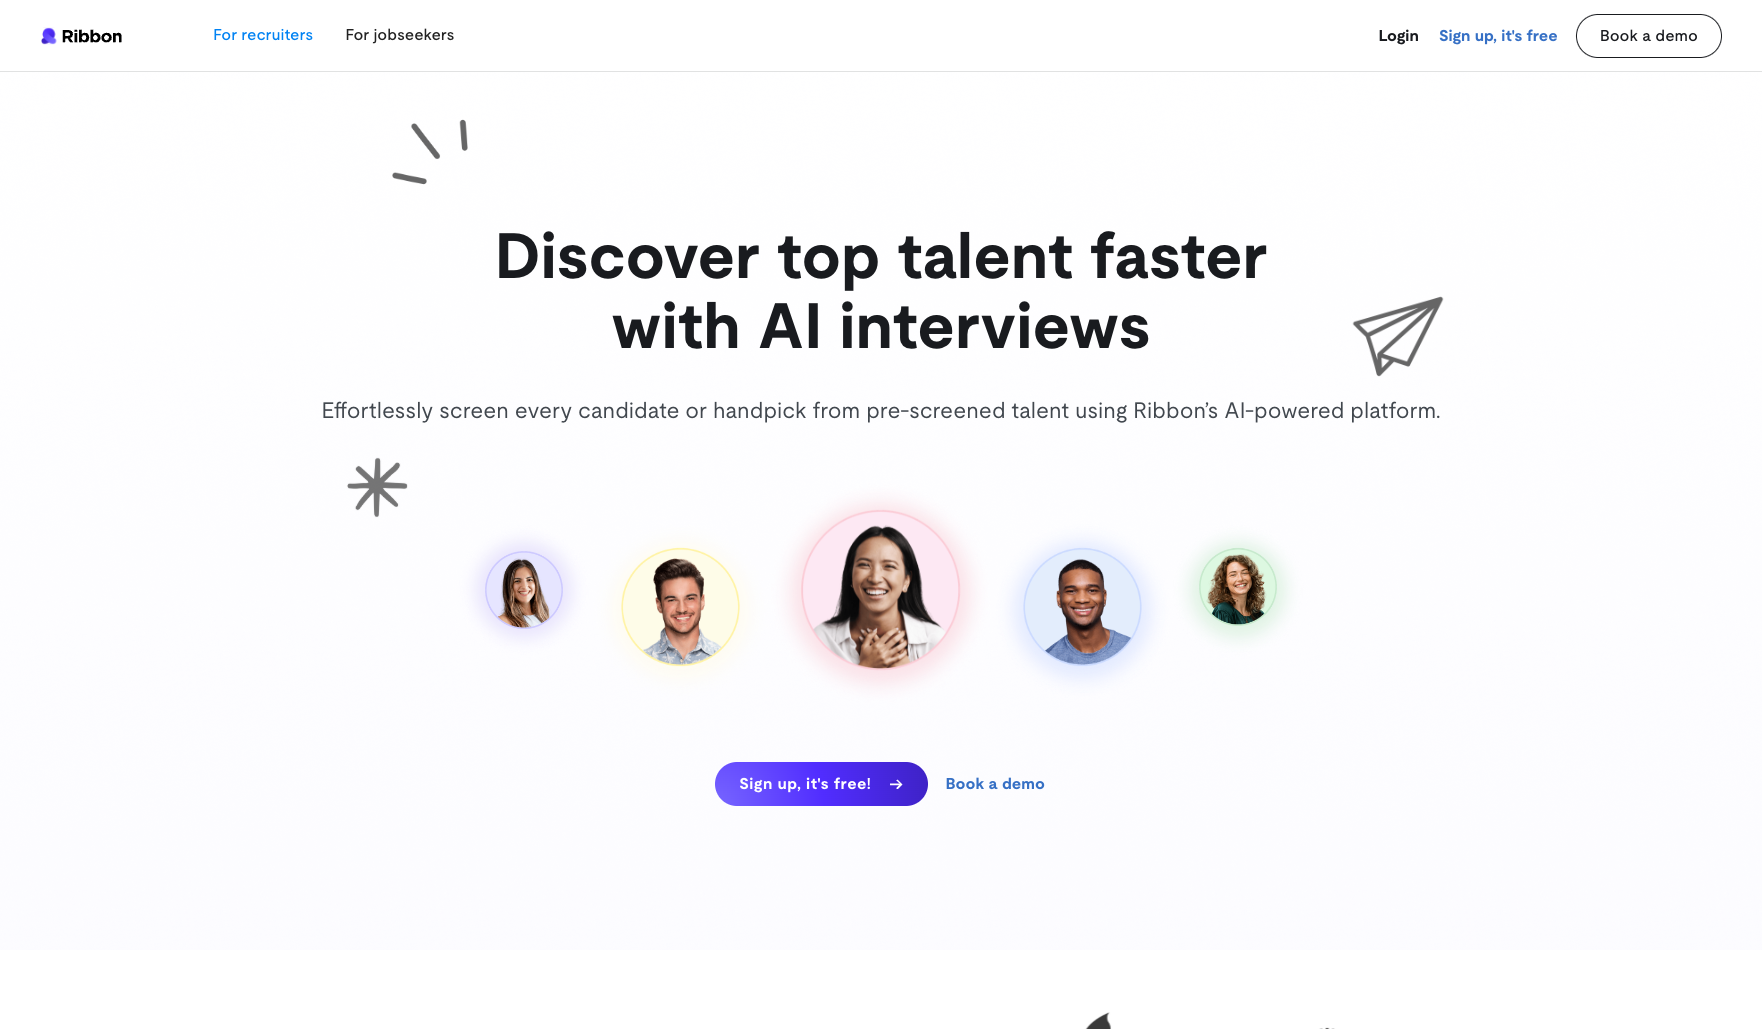 Ribbon
For recruiters
For jobseekers
Login
Sign up, it's free
Book a demo
Discover top talent faster
with AI interviews
Effortlessly screen every candidate or handpick from pre-screened talent using Ribbon’s AI-powered platform.
Sign up, it's free! →
Book a demo